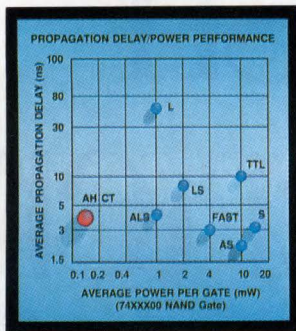 PROPAGATION DELAY/POWER PERFORMANCE
AVERAGE PROPAGATION DELAY (ns)
100
80
30
10
5
3
1.5
L
TTL
LS
AH CT
ALS
FAST
S
AS
0.1 0.2 0.4 1 2 4 10 20
AVERAGE POWER PER GATE (mW)
(74XXX00 NAND Gate)